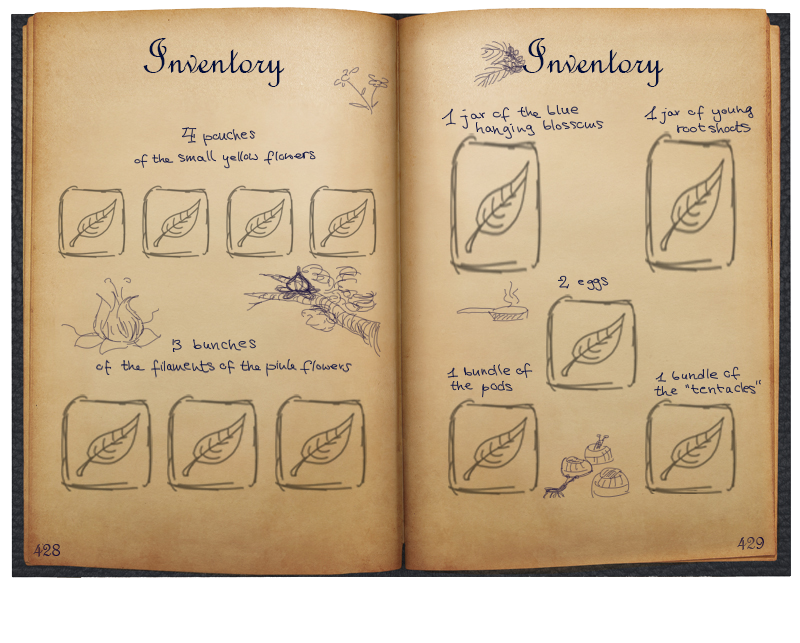 Inventory
4 pouches
of the small yellow flowers
3 bunches
of the filaments of the pink flowers
428
Inventory
1 jar of the blue
hanging blossoms
1 jar of young
rootshoots
2 eggs
1 bundle of
the pods
1 bundle of
the "tentacles"
429